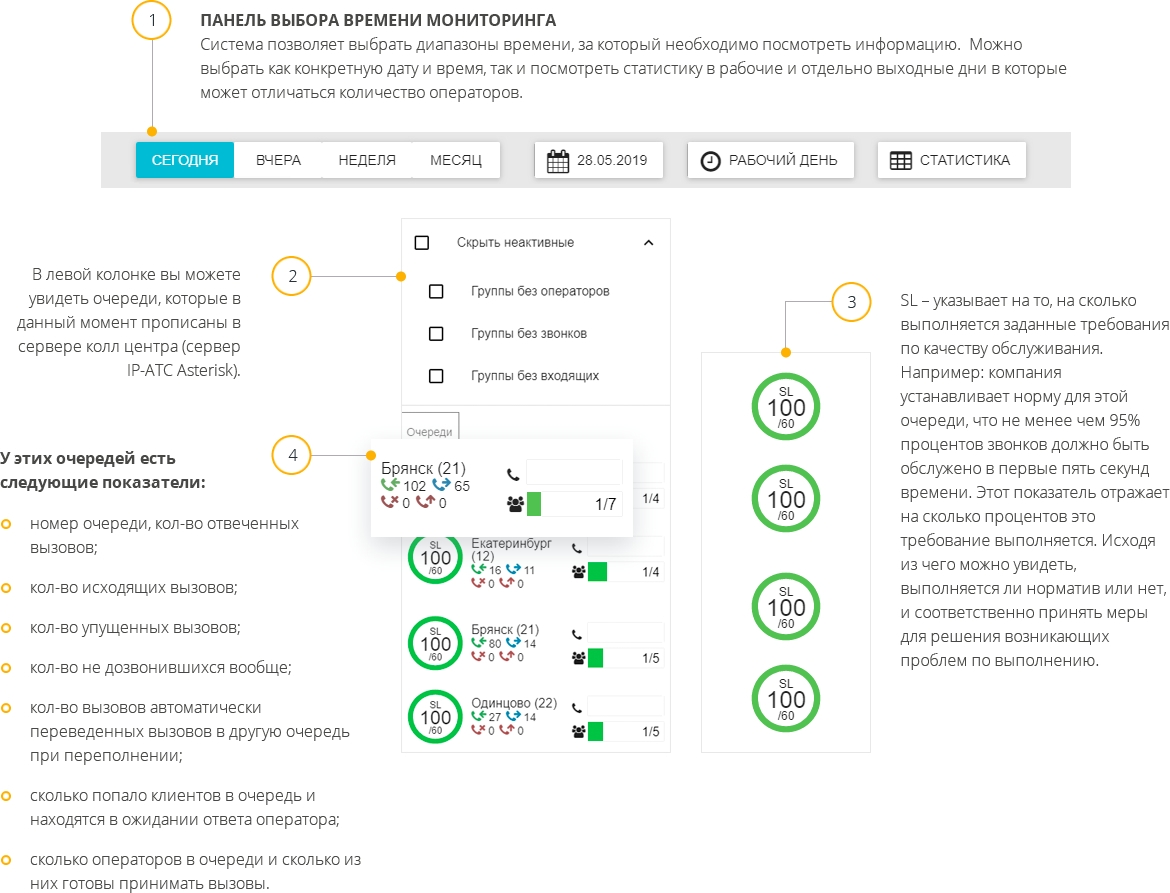 1
ПАНЕЛЬ ВЫБОРА ВРЕМЕНИ МОНИТОРИНГА
Система позволяет выбрать диапазоны времени, за который необходимо посмотреть информацию. Можно
выбрать как конкретную дату и время, так и посмотреть статистику в рабочие и отдельно выходные дни в которые
может отличаться количество операторов.
СЕГОДНЯ
ВЧЕРА
НЕДЕЛЯ
МЕСЯЦ
28.05.2019
РАБОЧИЙ ДЕНЬ
СТАТИСТИКА
В левой колонке вы можете
увидеть очереди, которые в
данный момент прописаны в
сервере колл центра (сервер
IP-АТС Asterisk).
2
Скрыть неактивные
Группы без операторов
Группы без звонков
Группы без входящих
Очереди
4
Брянск (21)
102 65
0 0
1/7
1/4
SL
100
/60
Екатеринбург
(12)
16 11
0 0
1/4
SL
100
/60
Брянск (21)
80 14
0 0
1/5
SL
100
/60
Одинцово (22)
27 14
0 0
1/5
3
SL
100
/60
SL
100
/60
SL
100
/60
SL
100
/60
SL – указывает на то, на сколько
выполняется заданные требования
по качеству обслуживания.
Например: компания
устанавливает норму для этой
очереди, что не менее чем 95%
процентов звонков должно быть
обслужено в первые пять секунд
времени. Этот показатель отражает
на сколько процентов это
требование выполняется. Исходя
из чего можно увидеть,
выполняется ли норматив или нет,
и соответственно принять меры
для решения возникающих
проблем по выполнению.
У этих очередей есть
следующие показатели:
номер очереди, кол-во отвеченных
вызовов;
кол-во исходящих вызовов;
кол-во упущенных вызовов;
кол-во не дозвонившихся вообще;
кол-во вызовов автоматически
переведенных вызовов в другую очередь
при переполнении;
сколько попало клиентов в очередь и
находятся в ожидании ответа оператора;
сколько операторов в очереди и сколько из
них готовы принимать вызовы.